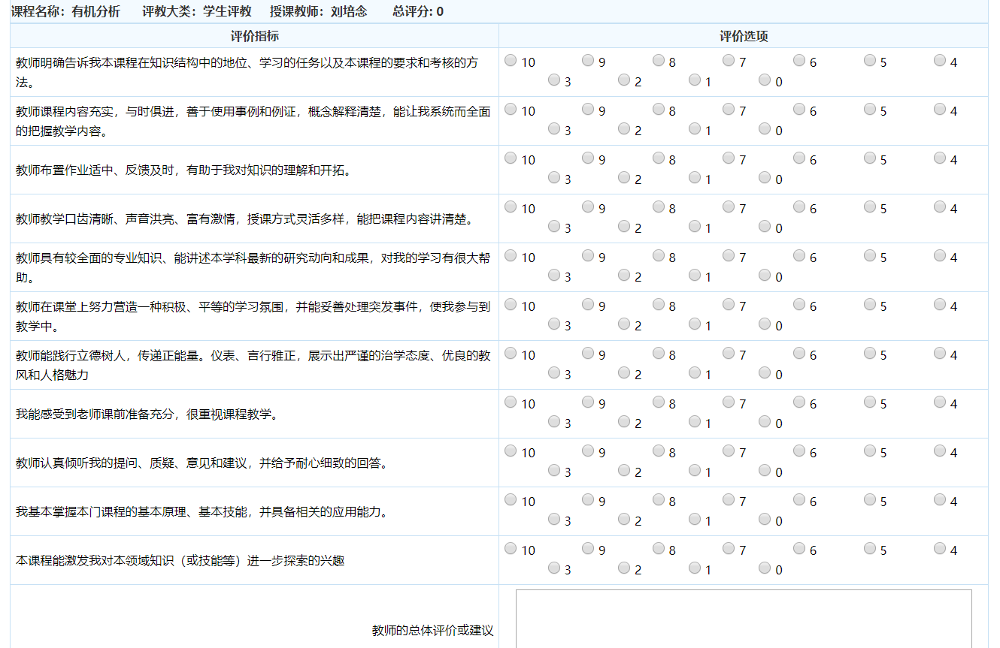 课程名称：有机分析 评教大类：学生评教 授课教师：刘培念 总评分: 0
评价指标 评价选项
教师明确告诉我本课程在知识结构中的地位、学习的任务以及本课程的要求和考核的方
法。
10 9 8 7 6 5 4
3 2 1 0
教师课程内容充实，与时俱进，善于使用事例和例证，概念解释清楚，能让我系统而全面
的把握教学内容。
10 9 8 7 6 5 4
3 2 1 0
教师布置作业适中、反馈及时，有助于我对知识的理解和开拓。
10 9 8 7 6 5 4
3 2 1 0
教师教学口齿清晰、声音洪亮、富有激情，授课方式灵活多样，能把课程内容讲清楚。
10 9 8 7 6 5 4
3 2 1 0
教师具有较全面的专业知识、能讲述本学科最新的研究动向和成果，对我的学习有很大帮
助。
10 9 8 7 6 5 4
3 2 1 0
教师在课堂上努力营造一种积极、平等的学习氛围，并能妥善处理突发事件，使我参与到
教学中。
10 9 8 7 6 5 4
3 2 1 0
教师能践行立德树人，传递正能量。仪表、言行雅正，展示出严谨的治学态度、优良的教
风和人格魅力
10 9 8 7 6 5 4
3 2 1 0
我能感受到老师课前准备充分，很重视课程教学。
10 9 8 7 6 5 4
3 2 1 0
教师认真倾听我的提问、质疑、意见和建议，并给予耐心细致的回答。
10 9 8 7 6 5 4
3 2 1 0
我基本掌握本门课程的基本原理、基本技能，并具备相关的应用能力。
10 9 8 7 6 5 4
3 2 1 0
本课程能激发我对本领域知识（或技能等）进一步探索的兴趣
10 9 8 7 6 5 4
3 2 1 0
教师的总体评价或建议